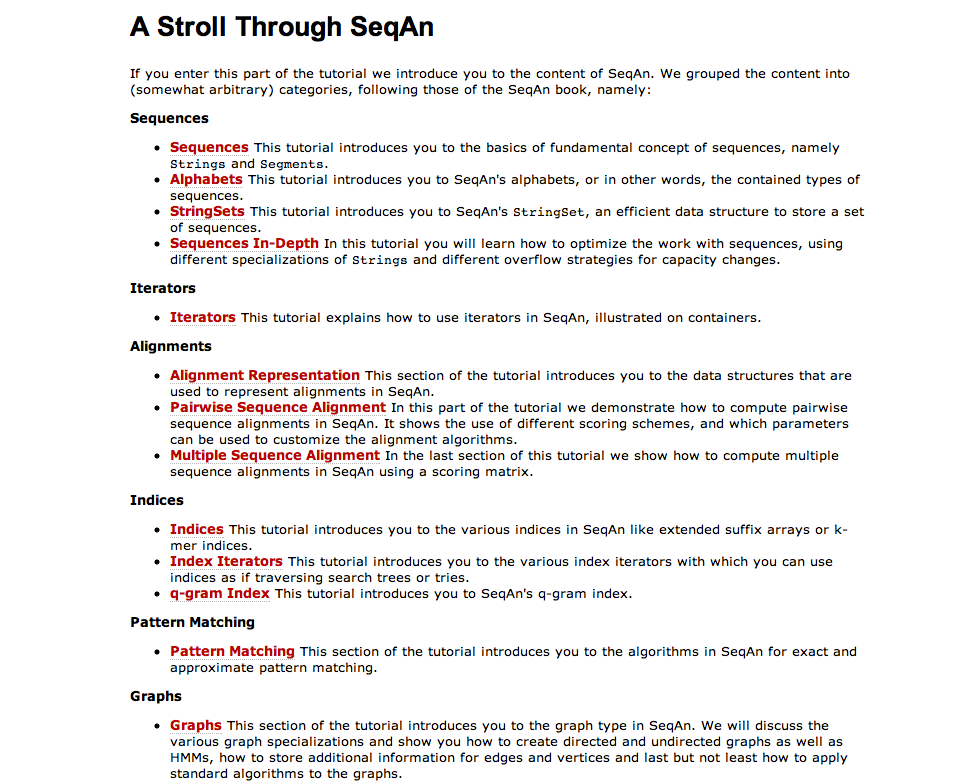 A Stroll Through SeqAn
If you enter this part of the tutorial we introduce you to the content of SeqAn. We grouped the content into
(somewhat arbitrary) categories, following those of the SeqAn book, namely:
Sequences
• Sequences This tutorial introduces you to the basics of fundamental concept of sequences, namely
Strings and Segments.
• Alphabets This tutorial introduces you to SeqAn's alphabets, or in other words, the contained types of
sequences.
• StringSets This tutorial introduces you to SeqAn's StringSet, an efficient data structure to store a set
of sequences.
• Sequences In-Depth In this tutorial you will learn how to optimize the work with sequences, using
different specializations of Strings and different overflow strategies for capacity changes.
Iterators
• Iterators This tutorial explains how to use iterators in SeqAn, illustrated on containers.
Alignments
• Alignment Representation This section of the tutorial introduces you to the data structures that are
used to represent alignments in SeqAn.
• Pairwise Sequence Alignment In this part of the tutorial we demonstrate how to compute pairwise
sequence alignments in SeqAn. It shows the use of different scoring schemes, and which parameters
can be used to customize the alignment algorithms.
• Multiple Sequence Alignment In the last section of this tutorial we show how to compute multiple
sequence alignments in SeqAn using a scoring matrix.
Indices
• Indices This tutorial introduces you to the various indices in SeqAn like extended suffix arrays or k-
mer indices.
• Index Iterators This tutorial introduces you to the various index iterators with which you can use
indices as if traversing search trees or tries.
• q-gram Index This tutorial introduces you to SeqAn's q-gram index.
Pattern Matching
• Pattern Matching This section of the tutorial introduces you to the algorithms in SeqAn for exact and
approximate pattern matching.
Graphs
• Graphs This section of the tutorial introduces you to the graph type in SeqAn. We will discuss the
various graph specializations and show you how to create directed and undirected graphs as well as
HMMs, how to store additional information for edges and vertices and last but not least how to apply
standard algorithms to the graphs.